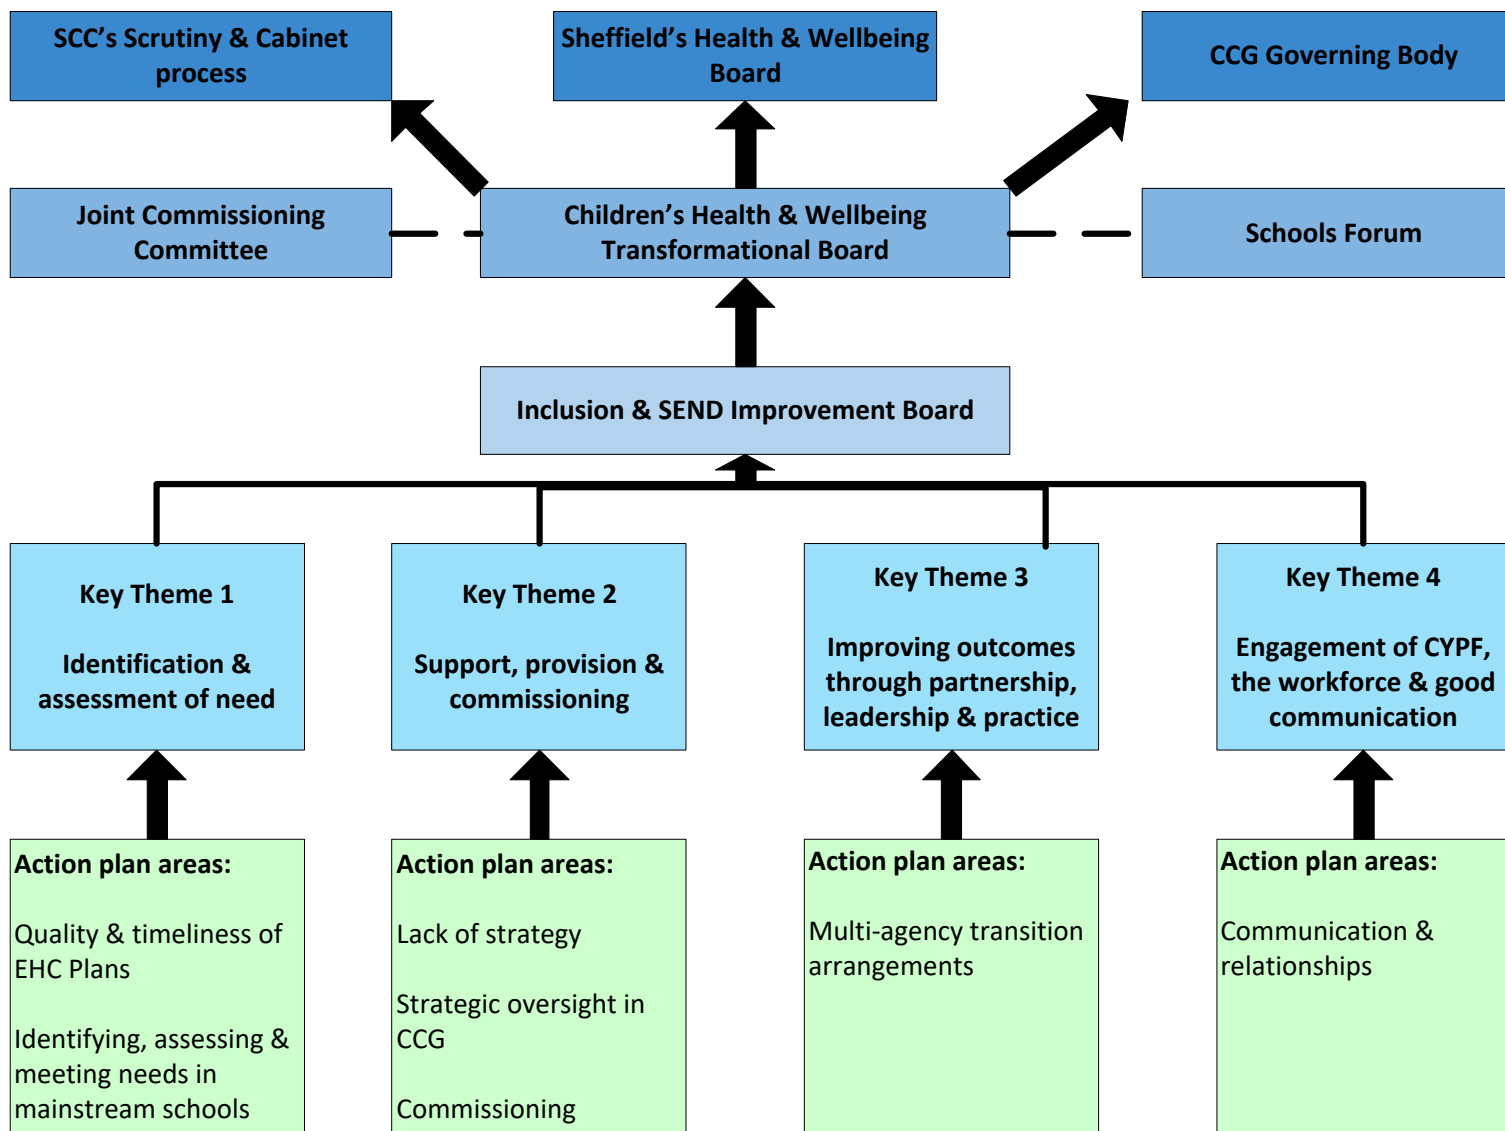 SCC’s Scrutiny & Cabinet
process
Sheffield’s Health & Wellbeing
Board
CCG Governing Body
Joint Commissioning
Committee
Children’s Health & Wellbeing
Transformational Board
Schools Forum
Inclusion & SEND Improvement Board
Key Theme 1
Identification &
assessment of need
Key Theme 2
Support, provision &
commissioning
Key Theme 3
Improving outcomes
through partnership,
leadership & practice
Key Theme 4
Engagement of CYPF,
the workforce & good
communication
Action plan areas:
Quality & timeliness of
EHC Plans
Identifying, assessing &
meeting needs in
mainstream schools
Action plan areas:
Lack of strategy
Strategic oversight in
CCG
Commissioning
Action plan areas:
Multi-agency transition
arrangements
Action plan areas:
Communication &
relationships